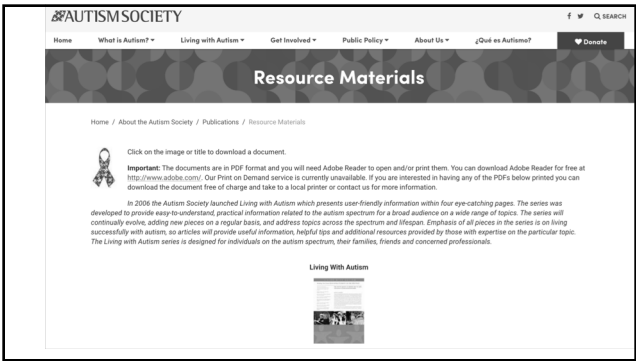 AUTISM SOCIETY
SEARCH
Home What is Autism? Living with Autism Get Involved Public Policy About Us ¿Qué es Autismo? Donate
Resource Materials
Home / About the Autism Society / Publications / Resource Materials
Click on the image or title to download a document.
Important: The documents are in PDF format and you will need Adobe Reader to open and/or print them. You can download Adobe Reader for free at
http://www.adobe.com/. Our Print on Demand service is currently unavailable. If you are interested in having any of the PDFs below printed you can
download the document free of charge and take to a local printer or contact us for more information.
In 2006 the Autism Society launched Living with Autism which presents user-friendly information within four eye-catching pages. The series was
developed to provide easy-to-understand, practical information related to the autism spectrum for a broad audience on a wide range of topics. The series will
continually evolve, adding new pieces on a regular basis, and address topics across the spectrum and lifespan. Emphasis of all pieces in the series is on living
successfully with autism, so articles will provide useful information, helpful tips and additional resources provided by those with expertise on the particular topic.
The Living with Autism series is designed for individuals on the autism spectrum, their families, friends and concerned professionals.
Living With Autism